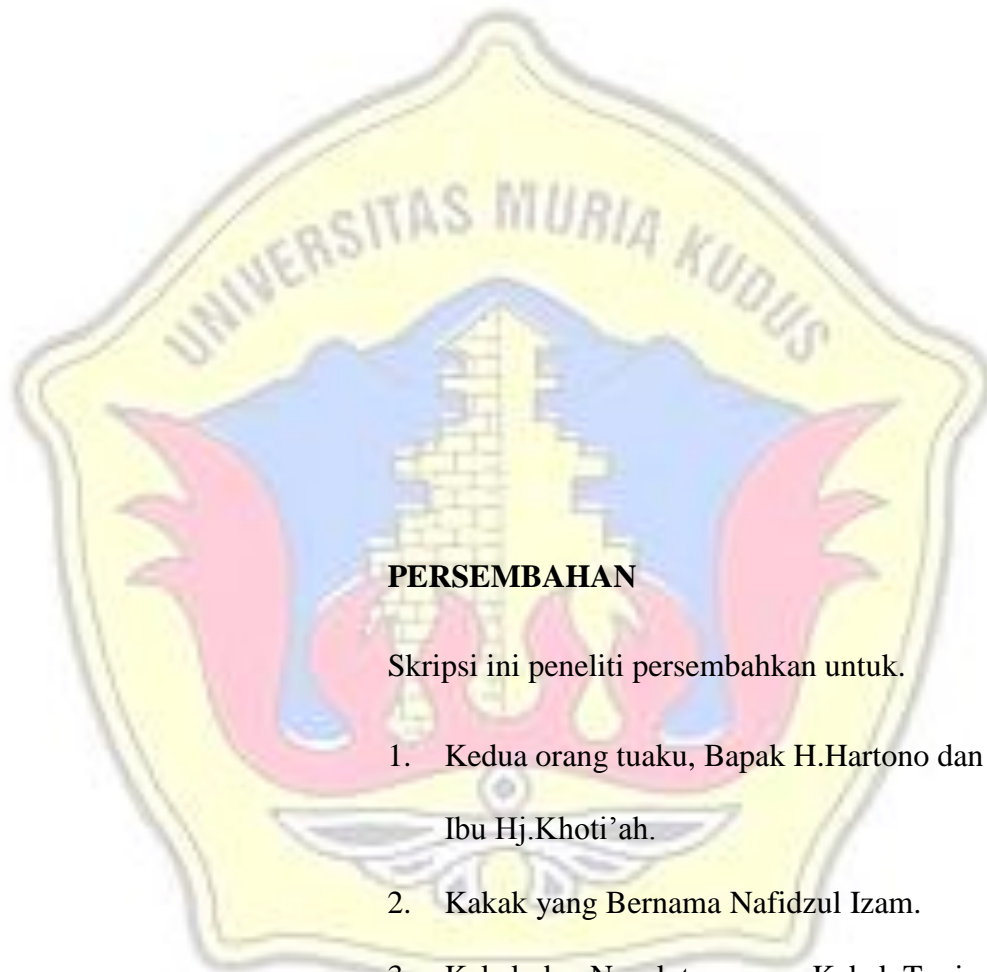 UNIVERSITAS MURIA KUDUS
PERSEMBAHAN
Skripsi ini peneliti persembahkan untuk.
1. Kedua orang tuaku, Bapak H.Hartono dan
Ibu Hj.Khoti’ah.
2. Kakak yang Bernama Nafidzul Izam.